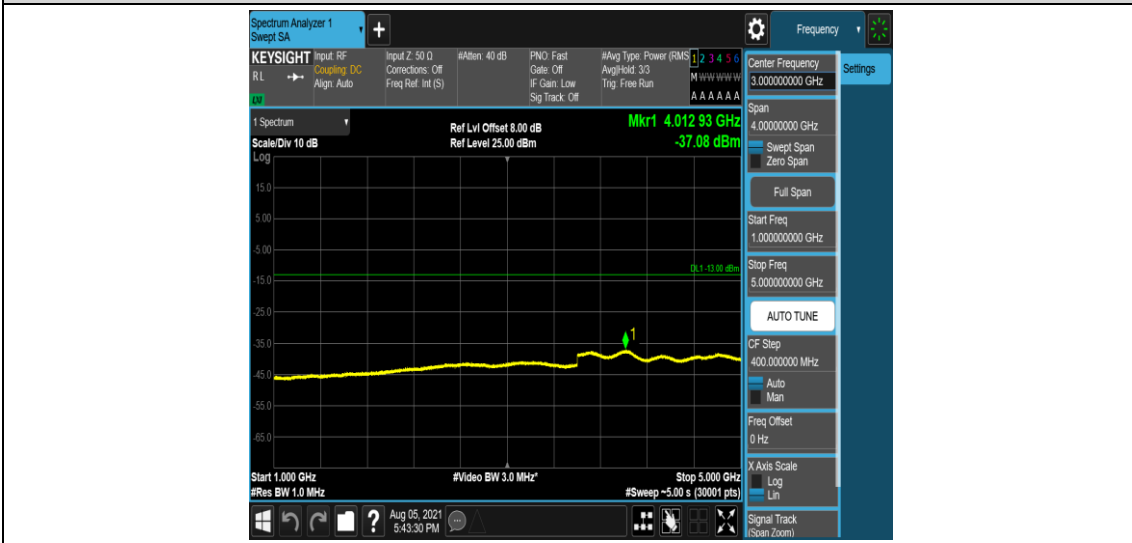 Spectrum Analyzer 1
Swept SA
+
Frequency
KEYSIGHT
Input: RF
Input Z: 50 Ω
#Atten: 40 dB
PNO: Fast
#Avg Type: Power (RMS
1 2 3 4 5 6
R L
Coupling: DC
Corrections: Off
Gate: Off
Avg|Hold: 3/3
M W W W W W
Align: Auto
Freq Ref: Int (S)
IF Gain: Low
Trig: Free Run
Sig Track: Off
A A A A A A
LXI
1 Spectrum
Ref Lvl Offset 8.00 dB
Mkr1 4.012 93 GHz
Scale/Div 10 dB
Ref Level 25.00 dBm
-37.08 dBm
Log
15.0
5.00
-5.00
DL1 -13.00 dBm
-15.0
-25.0
1
-35.0
-45.0
-55.0
-65.0
Start 1.000 GHz
#Video BW 3.0 MHz*
Stop 5.000 GHz
#Res BW 1.0 MHz
#Sweep ~5.00 s (30001 pts)
?
Aug 05, 2021
5:43:30 PM
Center Frequency
3.000000000 GHz
Settings
Span
4.00000000 GHz
Swept Span
Zero Span
Full Span
Start Freq
1.000000000 GHz
Stop Freq
5.000000000 GHz
AUTO TUNE
CF Step
400.000000 MHz
Auto
Man
Freq Offset
0 Hz
X Axis Scale
Log
Lin
Signal Track
(Span Zoom)